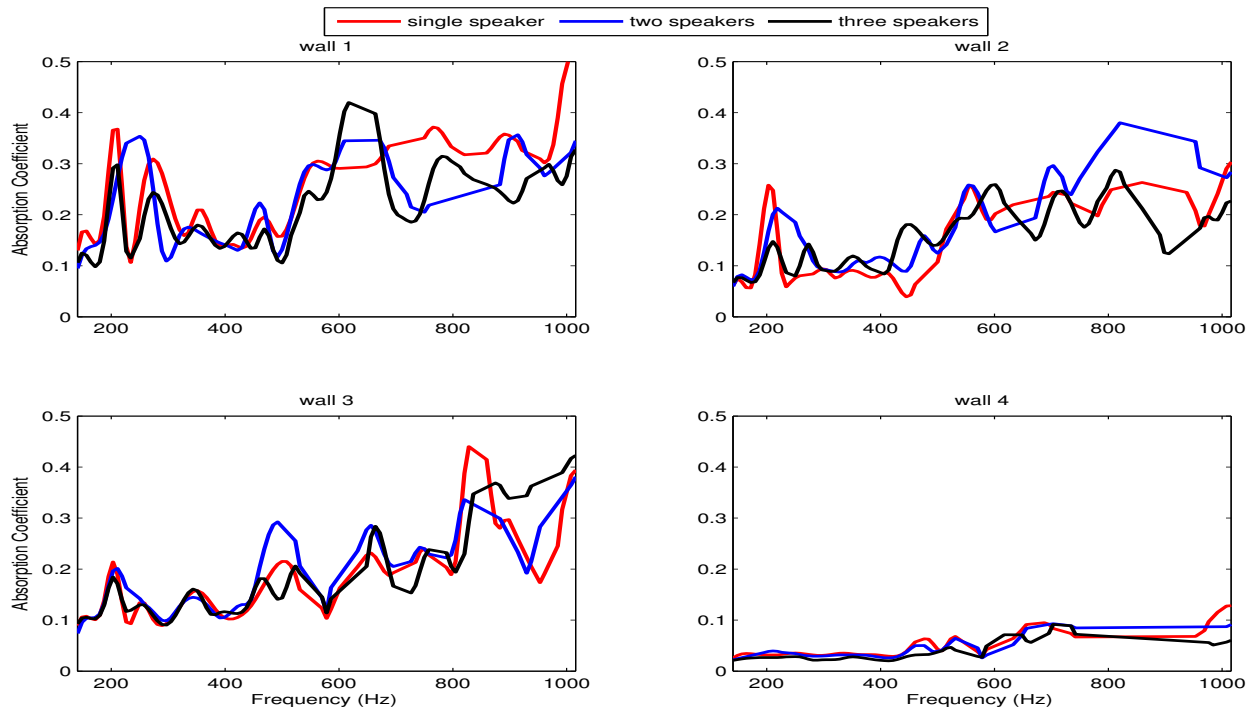 single speaker two speakers three speakers
wall 1
wall 2
Absorption Coefficient
0.5
0.4
0.3
0.2
0.1
0
200 400 600 800 1000
0.5
0.4
0.3
0.2
0.1
0
200 400 600 800 1000
wall 3
wall 4
Absorption Coefficient
0.5
0.4
0.3
0.2
0.1
0
200 400 600 800 1000
Frequency (Hz)
0.5
0.4
0.3
0.2
0.1
0
200 400 600 800 1000
Frequency (Hz)